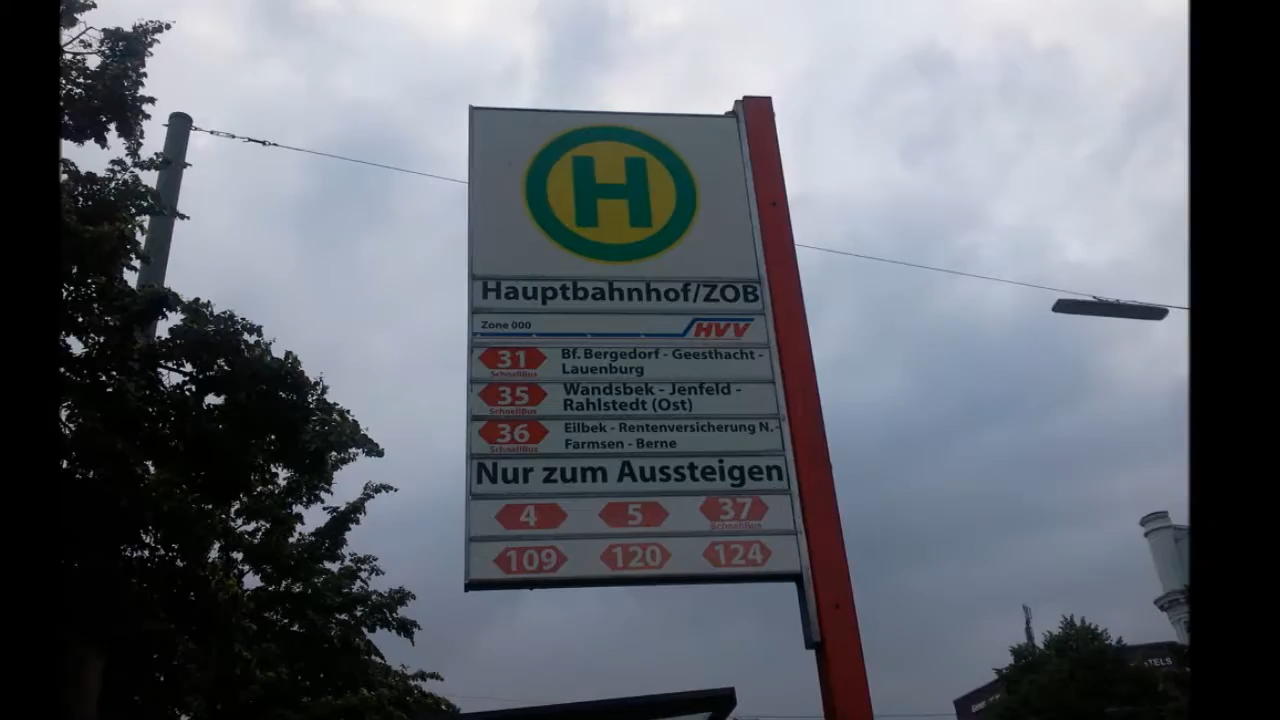 H
Hauptbahnhof/ZOB
Zone 000 HVV
31 Bf. Bergedorf - Geesthacht -
SchnellBus Lauenburg
35 Wandsbek - Jenfeld -
SchnellBus Rahlstedt (Ost)
36 Eilbek - Rentenversicherung N.-
SchnellBus Farmsen - Berne
Nur zum Aussteigen
4 5 37
SchnellBus
109 120 124
TELS